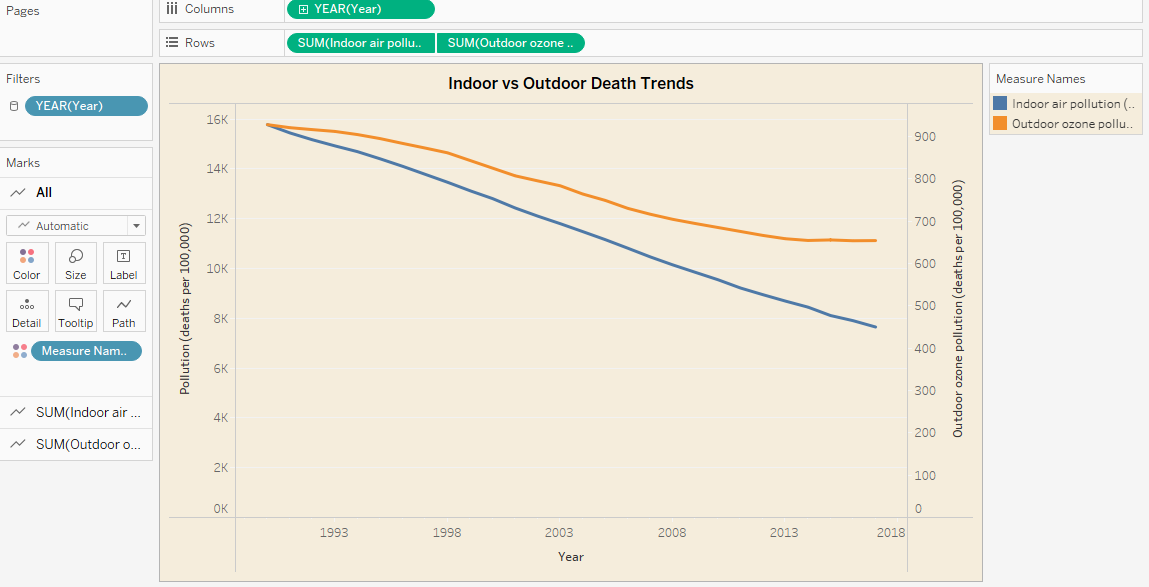 Pages
Columns
YEAR(Year)
Rows
SUM(Indoor air pollu..
SUM(Outdoor ozone ..
Filters
YEAR(Year)
Marks
All
Automatic
Color
Size
Label
Detail
Tooltip
Path
Measure Nam..
SUM(Indoor air ...
SUM(Outdoor o...
Indoor vs Outdoor Death Trends
Pollution (deaths per 100,000)
16K
14K
12K
10K
8K
6K
4K
2K
0K
900
800
700
600
500
400
300
200
100
0
Outdoor ozone pollution (deaths per 100,000)
1993
1998
2003
2008
2013
2018
Year
Measure Names
Indoor air pollution (..
Outdoor ozone pollu..